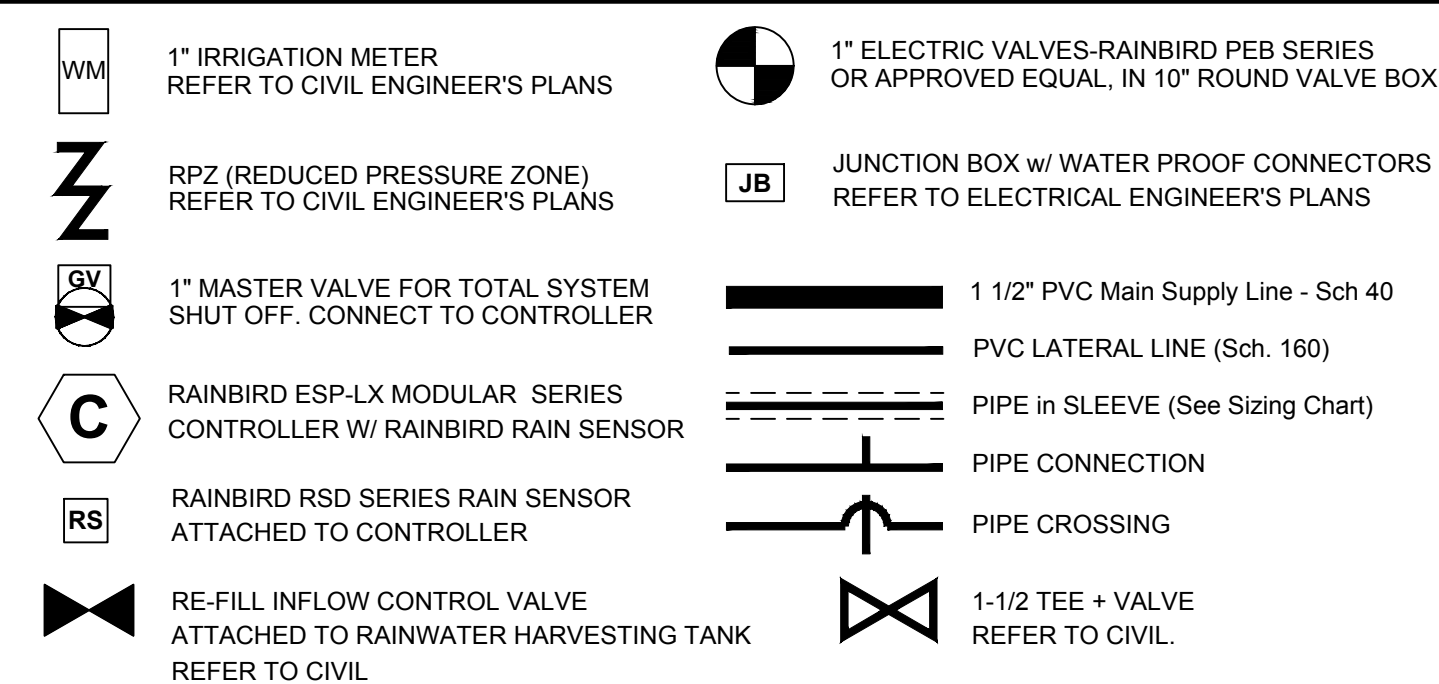 WM
1" IRRIGATION METER
REFER TO CIVIL ENGINEER'S PLANS
RPZ (REDUCED PRESSURE ZONE)
REFER TO CIVIL ENGINEER'S PLANS
GV
1" MASTER VALVE FOR TOTAL SYSTEM
SHUT OFF. CONNECT TO CONTROLLER
C
RAINBIRD ESP-LX MODULAR SERIES
CONTROLLER W/ RAINBIRD RAIN SENSOR
RS
RAINBIRD RSD SERIES RAIN SENSOR
ATTACHED TO CONTROLLER
RE-FILL INFLOW CONTROL VALVE
ATTACHED TO RAINWATER HARVESTING TANK
REFER TO CIVIL
1" ELECTRIC VALVES-RAINBIRD PEB SERIES
OR APPROVED EQUAL, IN 10" ROUND VALVE BOX
JB
JUNCTION BOX w/ WATER PROOF CONNECTORS
REFER TO ELECTRICAL ENGINEER'S PLANS
1 1/2" PVC Main Supply Line - Sch 40
PVC LATERAL LINE (Sch. 160)
PIPE in SLEEVE (See Sizing Chart)
PIPE CONNECTION
PIPE CROSSING
1-1/2 TEE + VALVE
REFER TO CIVIL.